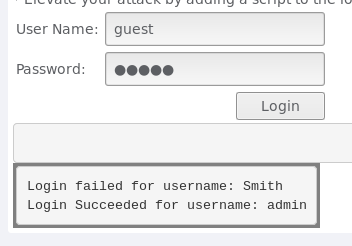 * Elevate your attack by adding a script to the lo
User Name: guest
Password: ●●●●●
Login
Login failed for username: Smith
Login Succeeded for username: admin